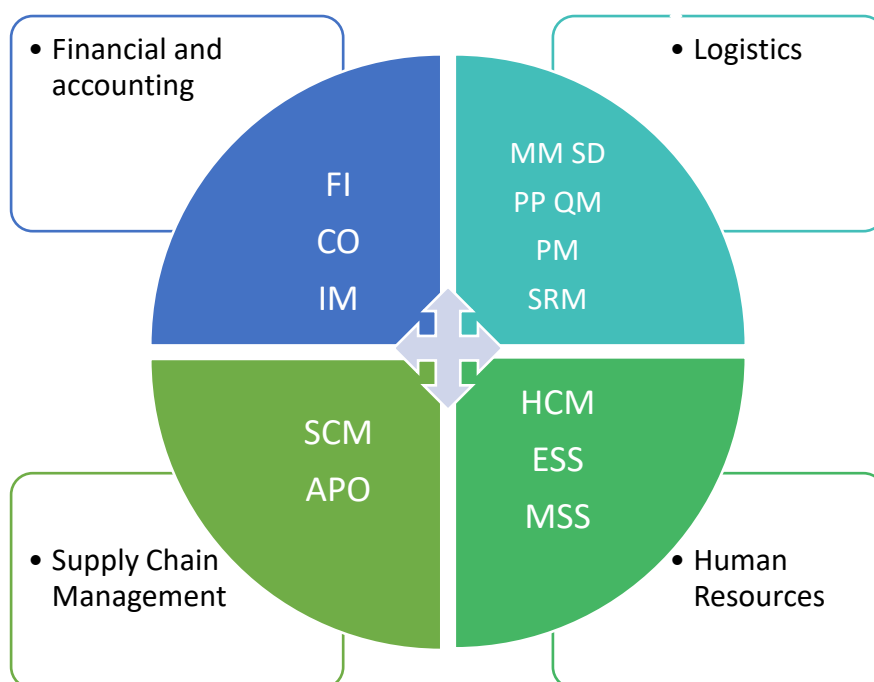 • Financial and
accounting
• Logistics
FI
CO
IM
MM SD
PP QM
PM
SRM
SCM
APO
HCM
ESS
MSS
• Supply Chain
Management
• Human
Resources